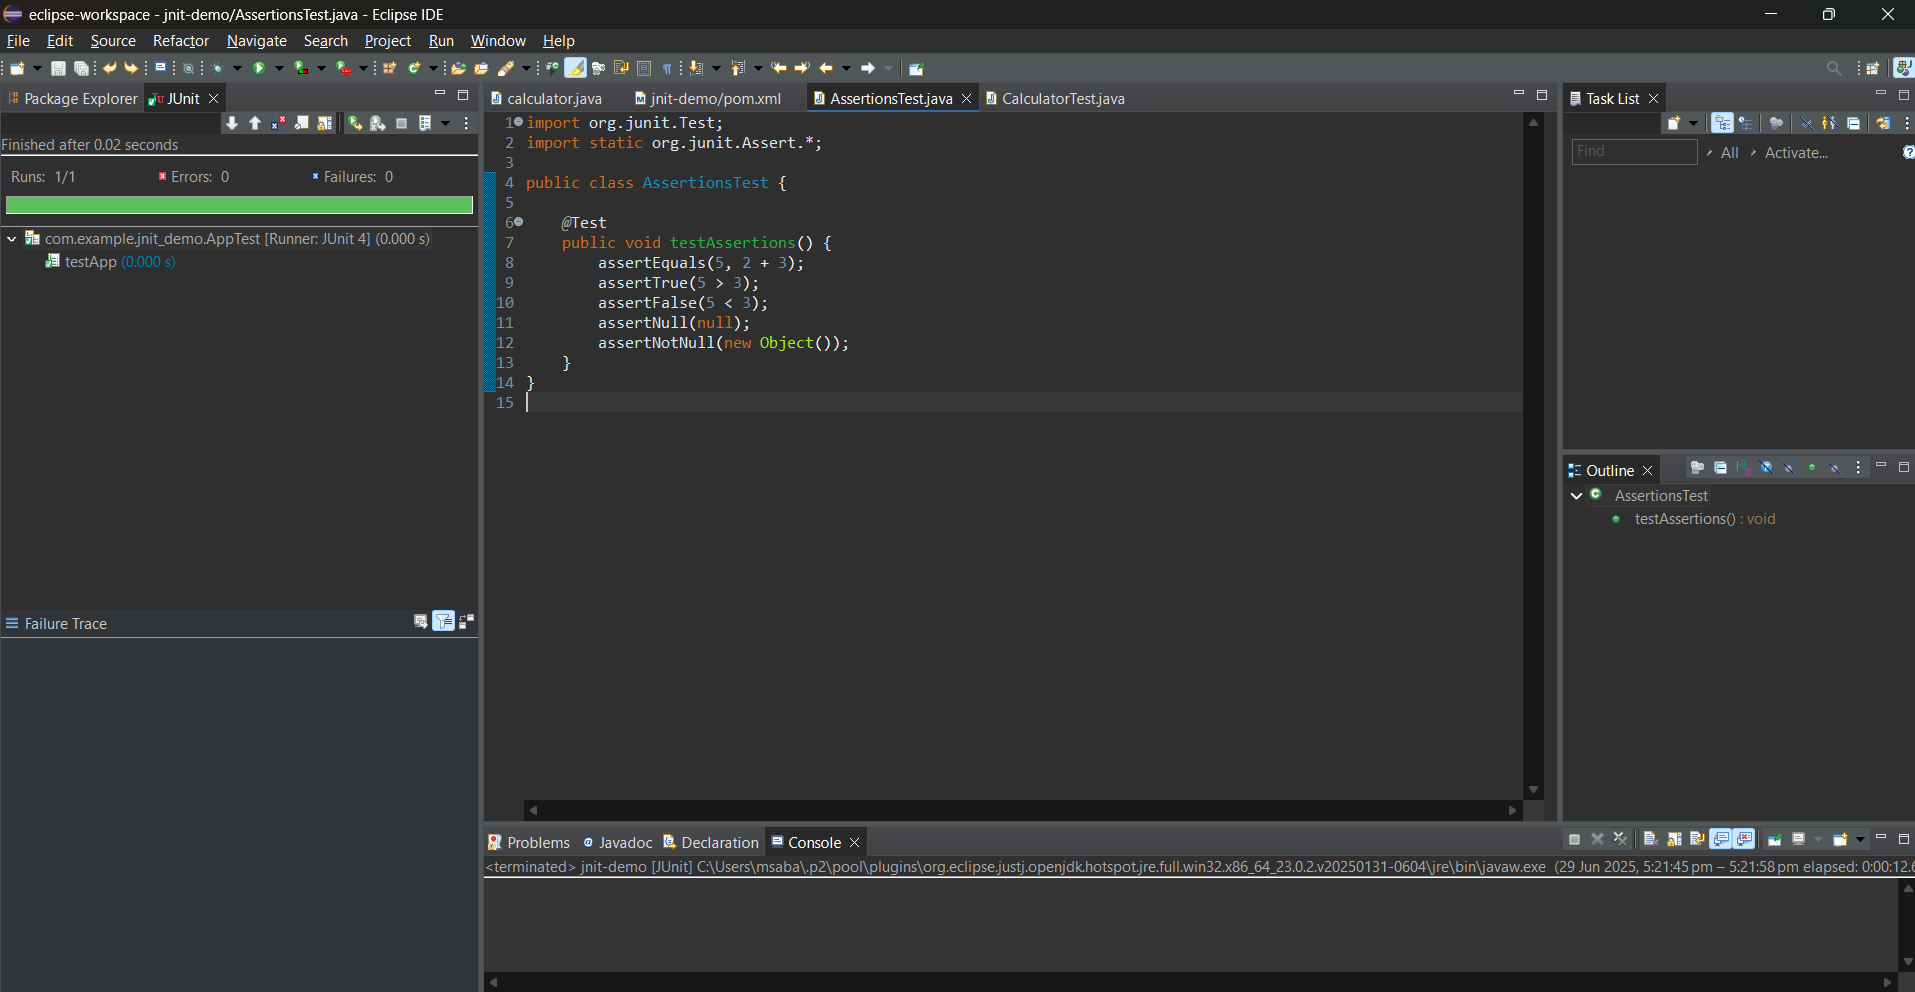 eclipse-workspace - jnit-demo/AssertionsTest.java - Eclipse IDE
File Edit Source Refactor Navigate Search Project Run Window Help
Package Explorer JUnit
Finished after 0.02 seconds
Runs: 1/1 Errors: 0 Failures: 0
com.example.jnit_demo.AppTest [Runner: JUnit 4] (0.000 s)
testApp (0.000 s)
Failure Trace
calculator.java jnit-demo/pom.xml AssertionsTest.java CalculatorTest.java
1 import org.junit.Test;
2 import static org.junit.Assert.*;
3
4 public class AssertionsTest {
5
6 @Test
7 public void testAssertions() {
8 assertEquals(5, 2 + 3);
9 assertTrue(5 > 3);
10 assertFalse(5 < 3);
11 assertNull(null);
12 assertNotNull(new Object());
13 }
14 }
15
Task List
Find All Activate...
Outline
AssertionsTest
testAssertions() : void
Problems Javadoc Declaration Console
<terminated> jnit-demo [JUnit] C:\Users\msaba\.p2\pool\plugins\org.eclipse.justj.openjdk.hotspot.jre.full.win32.x86_64_23.0.2.v20250131-0604\jre\bin\javaw.exe (29 Jun 2025, 5:21:45 pm – 5:21:58 pm elapsed: 0:00:12.6